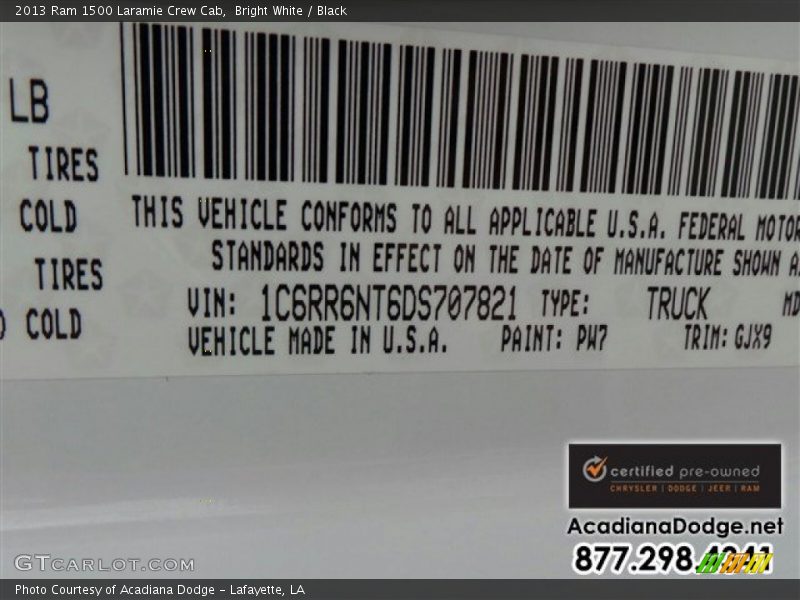 2013 Ram 1500 Laramie Crew Cab,  Bright White / Black
LB
TIRES
COLD
TIRES
COLD
THIS VEHICLE CONFORMS TO ALL APPLICABLE U.S.A. FEDERAL MOTOR
STANDARDS IN EFFECT ON THE DATE OF MANUFACTURE SHOWN A
VIN: 1C6RR6NT6DS707821 TYPE: TRUCK MD
VEHICLE MADE IN U.S.A. PAINT: PW7 TRIM: GJX9
certified pre-owned
CHRYSLER | DODGE | JEEP | RAM
AcadianaDodge.net
877.298.
GTCARLOT.COM
Photo Courtesy of Acadiana Dodge - Lafayette, LA